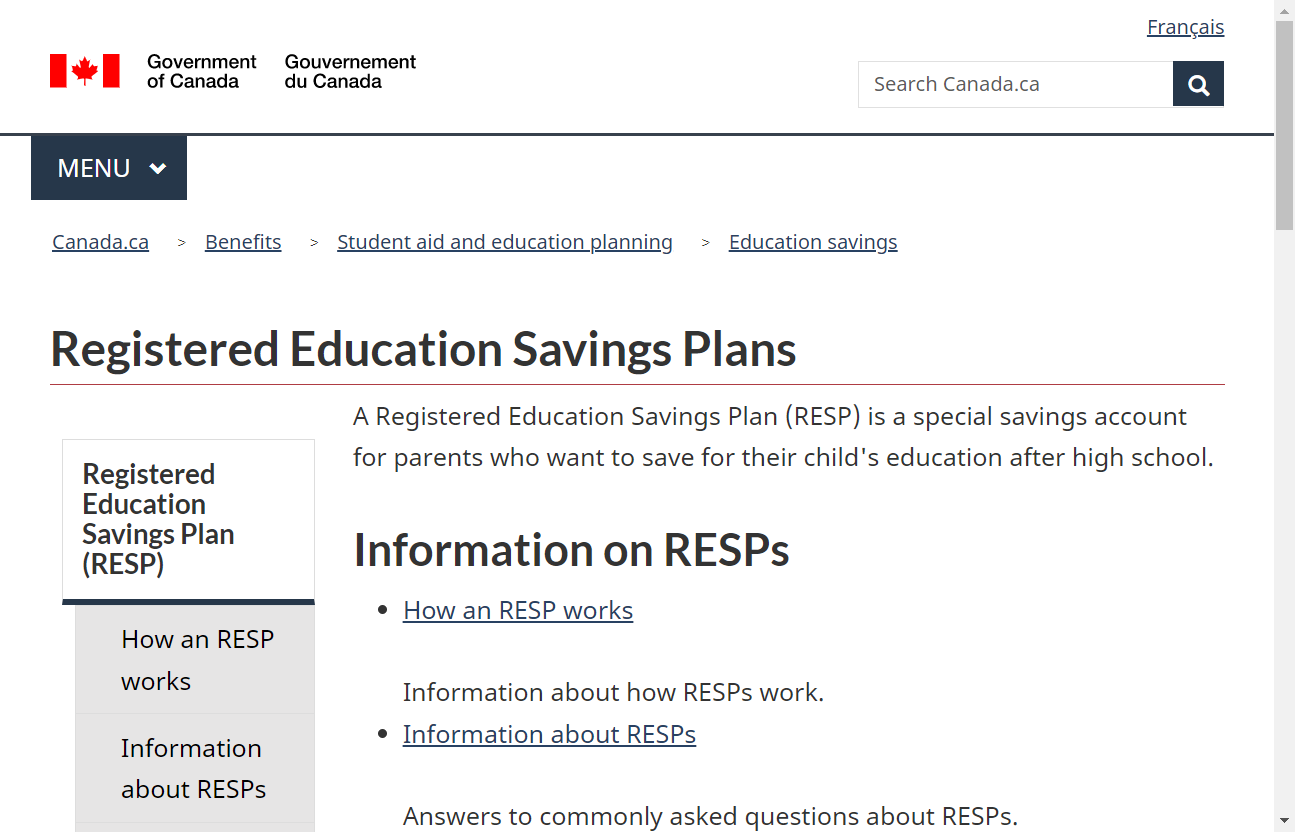 Français
Government of Canada
Gouvernement du Canada
Search Canada.ca
MENU
Canada.ca > Benefits > Student aid and education planning > Education savings
Registered Education Savings Plans
Registered
Education
Savings Plan
(RESP)
How an RESP
works
Information
about RESPs
A Registered Education Savings Plan (RESP) is a special savings account
for parents who want to save for their child's education after high school.
Information on RESPs
• How an RESP works
Information about how RESPs work.
• Information about RESPs
Answers to commonly asked questions about RESPs.